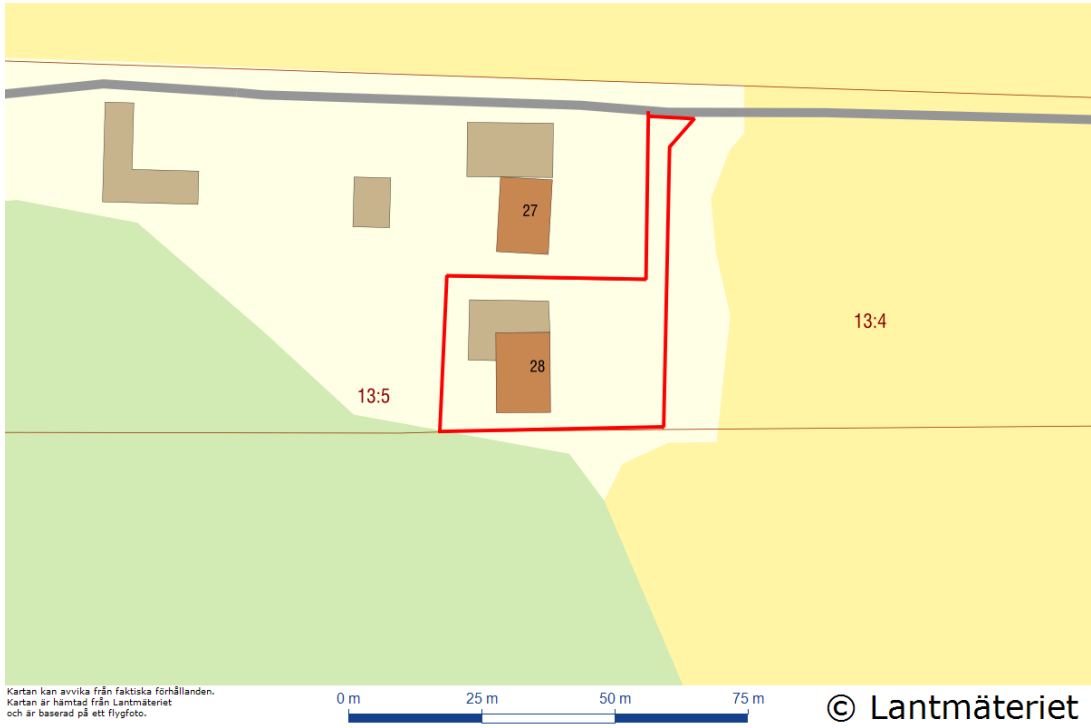 27
13:4
28
13:5
Kartan kan avvika från faktiska förhållanden.
Kartan är hämtad från Lantmäteriet
och är baserad på ett flygfoto.
0 m 25 m 50 m 75 m
© Lantmäteriet